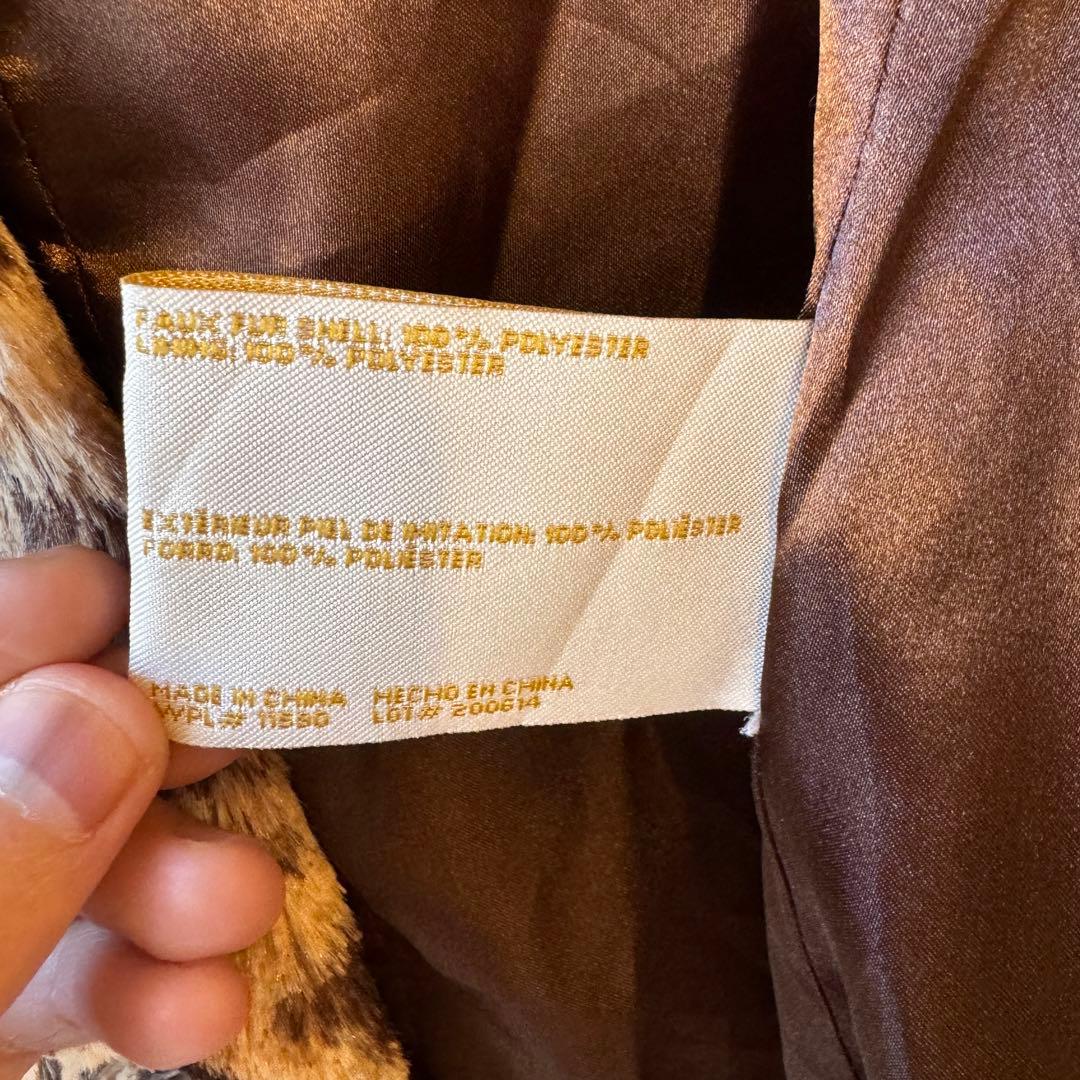 FAUX FUR SHELL: 100% POLYESTER
LINING: 100% POLYESTER
EXTÉRIEUR PIEL DE IMITATION: 100% POLIÉSTER
FORRO: 100% POLIÉSTER
MADE IN CHINA HECHO EN CHINA
WPL# 11590 LOT# 200614